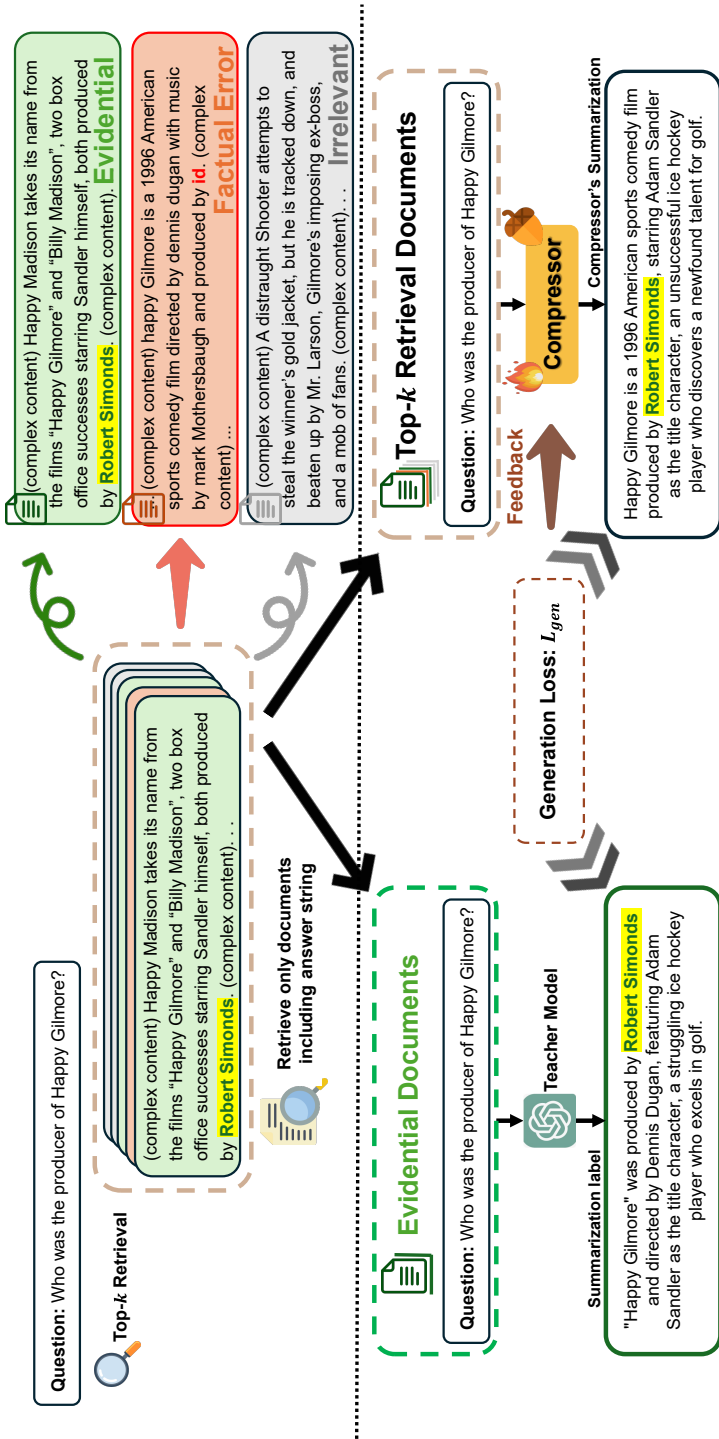 Question: Who was the producer of Happy Gilmore?
Top-k Retrieval
(complex content) Happy Madison takes its name from
the films “Happy Gilmore” and “Billy Madison”, two box
office successes starring Sandler himself, both produced
by Robert Simonds. (complex content). . .
Retrieve only documents
including answer string
(complex content) Happy Madison takes its name from
the films “Happy Gilmore” and “Billy Madison”, two box
office successes starring Sandler himself, both produced
by Robert Simonds. (complex content).
Evidential
... (complex content) happy Gilmore is a 1996 American
sports comedy film directed by dennis dugan with music
by mark Mothersbaugh and produced by id. (complex
content) ...
Factual Error
(complex content) A distraught Shooter attempts to
steal the winner’s gold jacket, but he is tracked down, and
beaten up by Mr. Larson, Gilmore’s imposing ex-boss,
and a mob of fans. (complex content). . .
Irrelevant
Evidential Documents
Question: Who was the producer of Happy Gilmore?
Teacher Model
Summarization label
"Happy Gilmore" was produced by Robert Simonds
and directed by Dennis Dugan, featuring Adam
Sandler as the title character, a struggling ice hockey
player who excels in golf.
Generation Loss: L_gen
Top-k Retrieval Documents
Question: Who was the producer of Happy Gilmore?
Feedback
Compressor
Compressor’s Summarization
Happy Gilmore is a 1996 American sports comedy film
produced by Robert Simonds, starring Adam Sandler
as the title character, an unsuccessful ice hockey
player who discovers a newfound talent for golf.